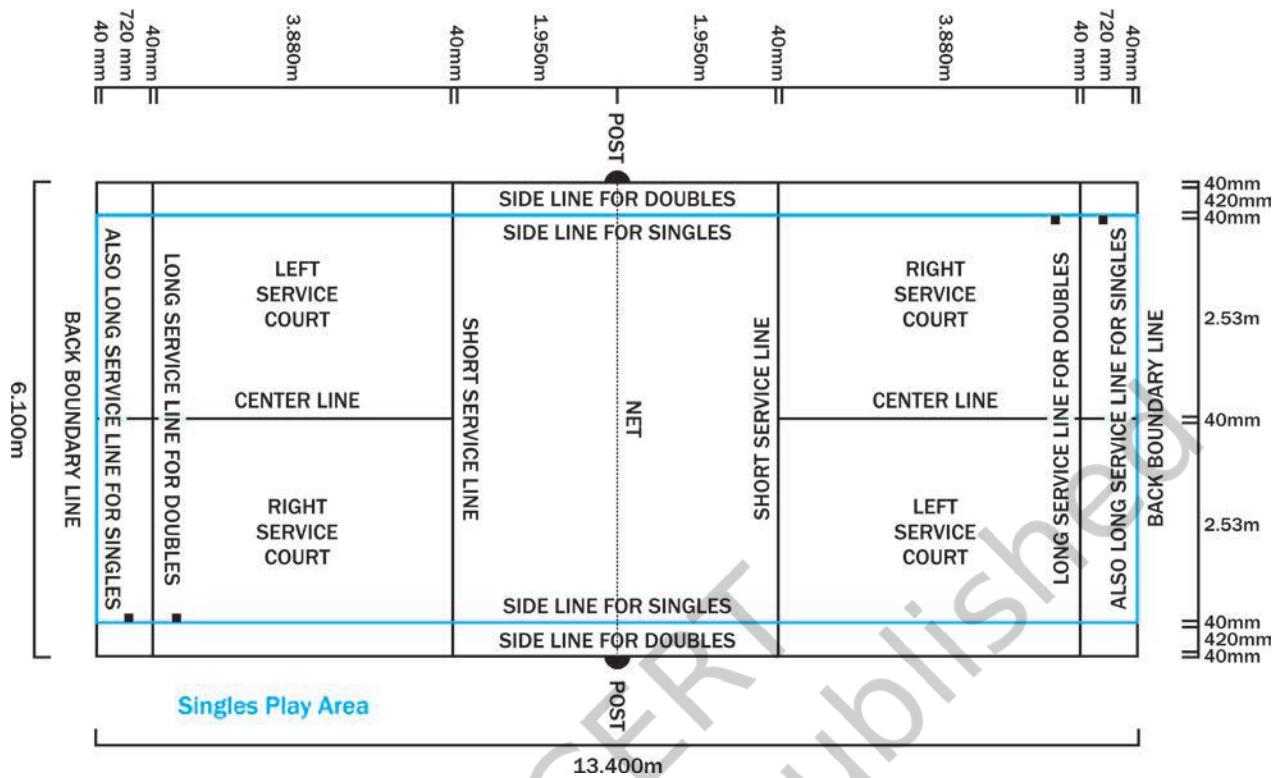 40 mm
720 mm
40mm
3.880m
40mm
1.950m
1.950m
40mm
3.880m
40 mm
720 mm
40mm
POST
SIDE LINE FOR DOUBLES
SIDE LINE FOR SINGLES
40mm
420mm
40mm
2.53m
40mm
2.53m
40mm
420mm
40mm
6.100m
BACK BOUNDARY LINE
ALSO LONG SERVICE LINE FOR SINGLES
LONG SERVICE LINE FOR DOUBLES
LEFT
SERVICE
COURT
CENTER LINE
RIGHT
SERVICE
COURT
SHORT SERVICE LINE
NET
SHORT SERVICE LINE
RIGHT
SERVICE
COURT
CENTER LINE
LEFT
SERVICE
COURT
LONG SERVICE LINE FOR DOUBLES
ALSO LONG SERVICE LINE FOR SINGLES
BACK BOUNDARY LINE
SIDE LINE FOR SINGLES
SIDE LINE FOR DOUBLES
POST
Singles Play Area
13.400m